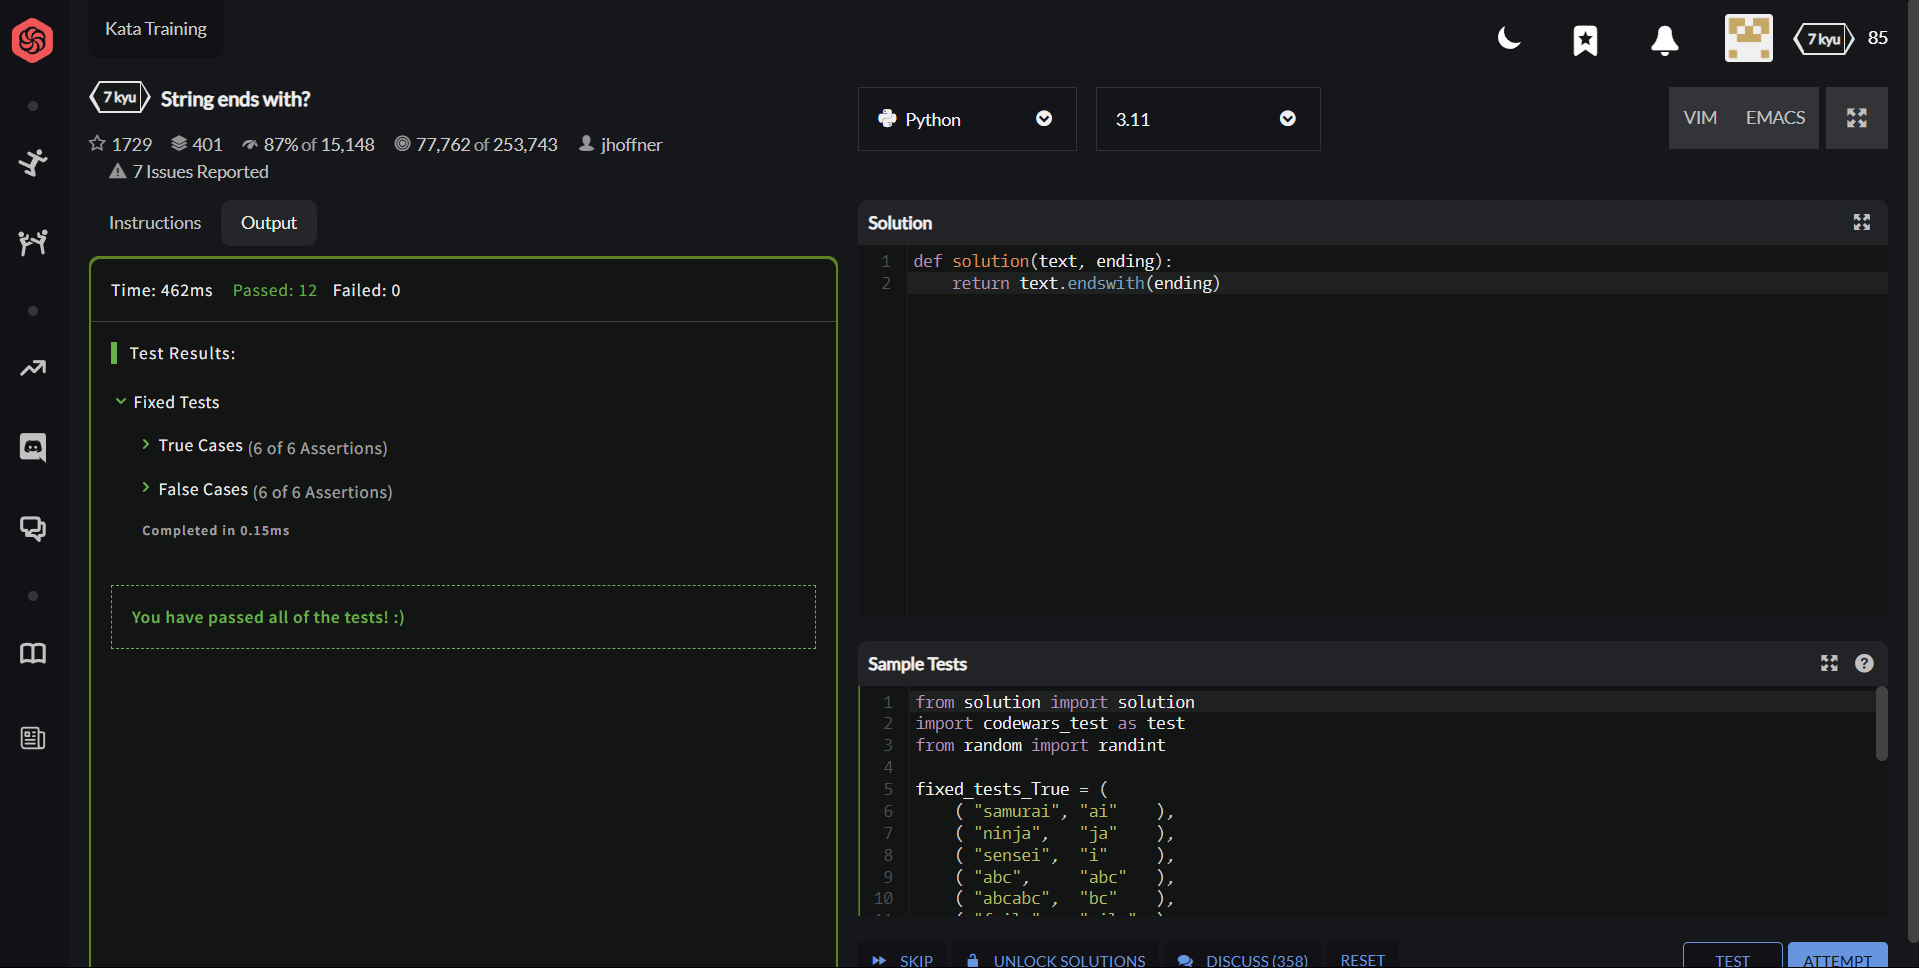 Kata Training
7 kyu
85
7 kyu String ends with?
1729 401 87% of 15,148 77,762 of 253,743 jhoffner
7 Issues Reported
Python
3.11
VIM EMACS
Instructions Output
Time: 462ms Passed: 12 Failed: 0
Test Results:
Fixed Tests
True Cases (6 of 6 Assertions)
False Cases (6 of 6 Assertions)
Completed in 0.15ms
You have passed all of the tests! :)
Solution
1 def solution(text, ending):
2 return text.endswith(ending)
Sample Tests
1 from solution import solution
2 import codewars_test as test
3 from random import randint
4
5 fixed_tests_True = (
6 ( "samurai", "ai" ),
7 ( "ninja", "ja" ),
8 ( "sensei", "i" ),
9 ( "abc", "abc" ),
10 ( "abcabc", "bc" ),
SKIP UNLOCK SOLUTIONS DISCUSS (358) RESET TEST ATTEMPT